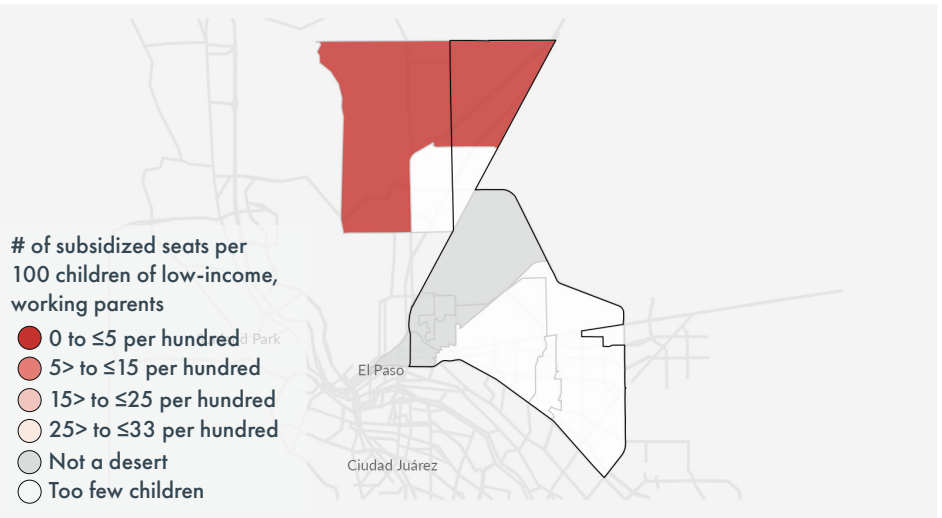 # of subsidized seats per
100 children of low-income,
working parents
0 to ≤5 per hundred
5> to ≤15 per hundred
15> to ≤25 per hundred
25> to ≤33 per hundred
Not a desert
Too few children
Park
El Paso
Ciudad Juárez